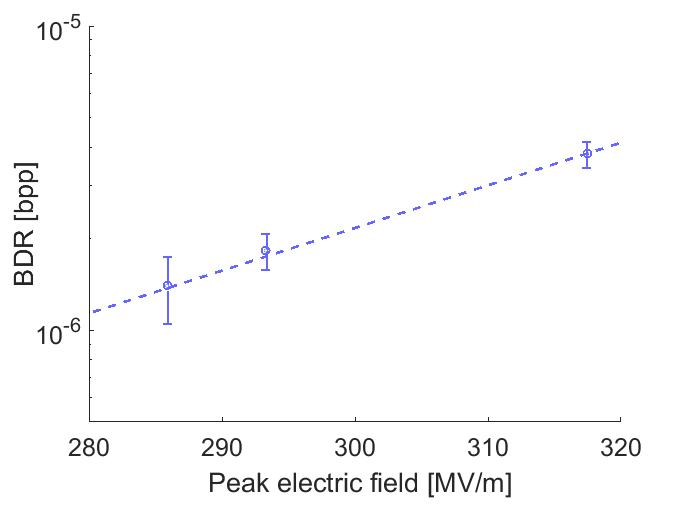 10-5
BDR [bpp]
10-6
280 290 300 310 320
Peak electric field [MV/m]